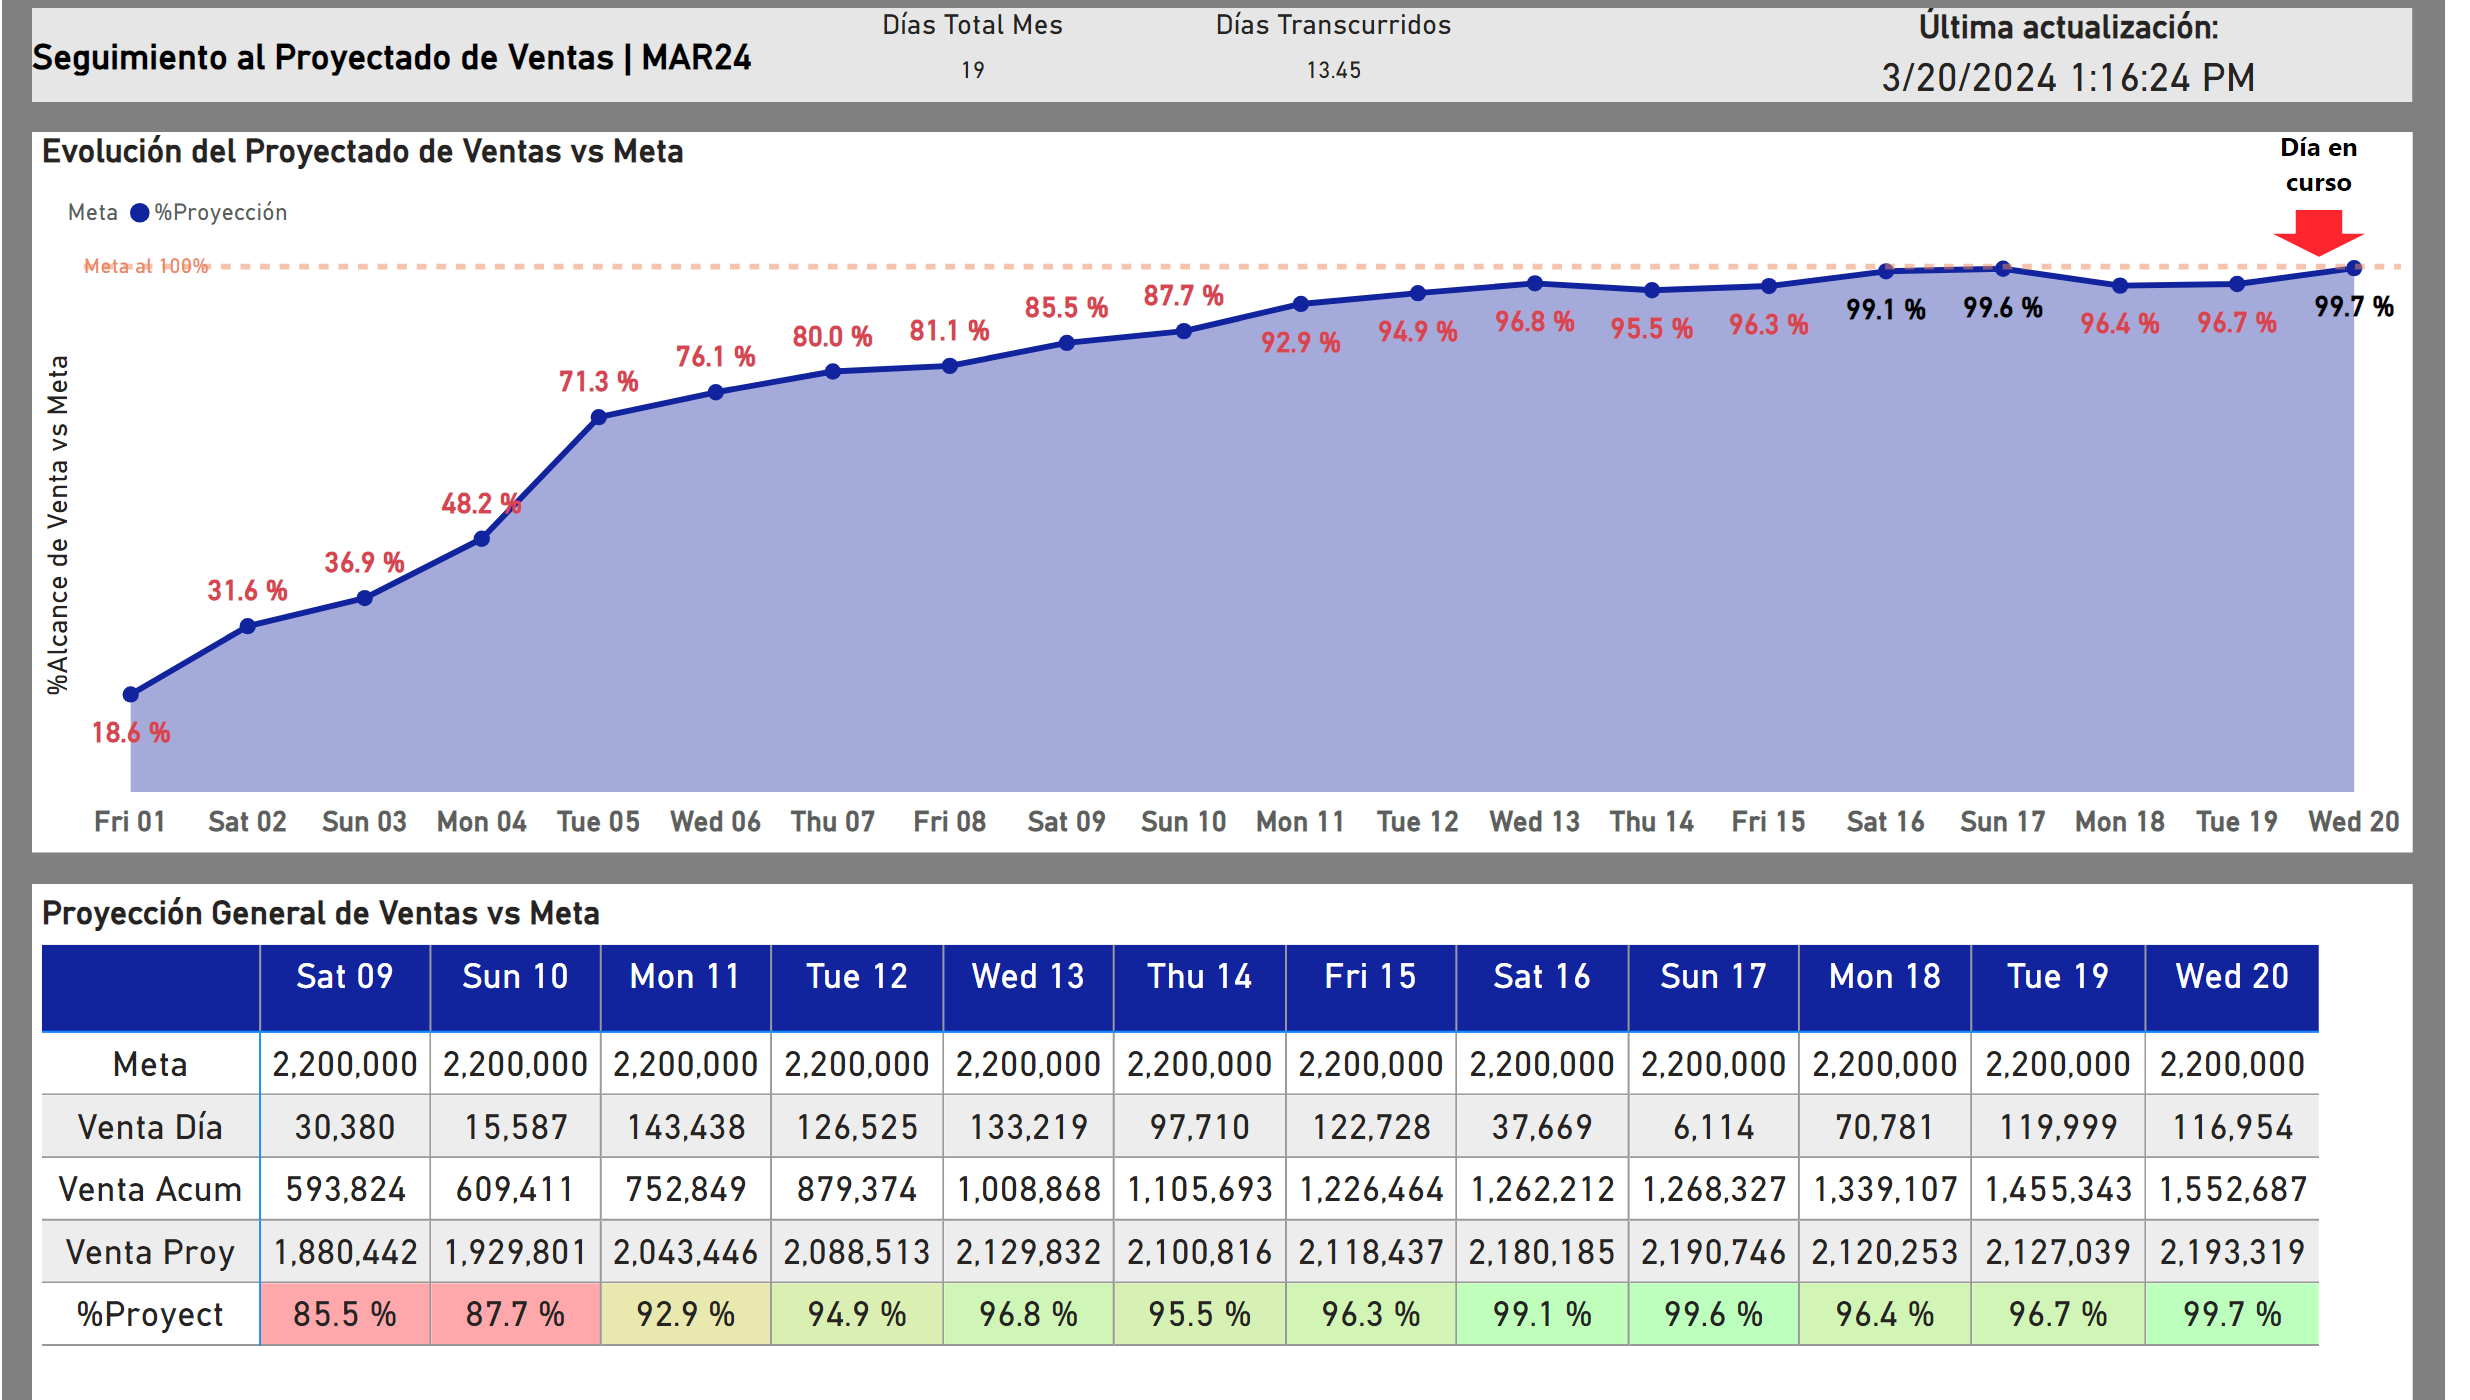 Seguimiento al Proyectado de Ventas | MAR24
Días Total Mes
19
Días Transcurridos
13.45
Última actualización:
3/20/2024 1:16:24 PM
Evolución del Proyectado de Ventas vs Meta
Día en
curso
Meta %Proyección
Meta al 100%
%Alcance de Venta vs Meta
18.6 % 31.6 % 36.9 % 48.2 % 71.3 % 76.1 % 80.0 % 81.1 % 85.5 % 87.7 % 92.9 % 94.9 % 96.8 % 95.5 % 96.3 % 99.1 % 99.6 % 96.4 % 96.7 % 99.7 %
Fri 01 Sat 02 Sun 03 Mon 04 Tue 05 Wed 06 Thu 07 Fri 08 Sat 09 Sun 10 Mon 11 Tue 12 Wed 13 Thu 14 Fri 15 Sat 16 Sun 17 Mon 18 Tue 19 Wed 20
Proyección General de Ventas vs Meta
Sat 09 Sun 10 Mon 11 Tue 12 Wed 13 Thu 14 Fri 15 Sat 16 Sun 17 Mon 18 Tue 19 Wed 20
Meta 2,200,000 2,200,000 2,200,000 2,200,000 2,200,000 2,200,000 2,200,000 2,200,000 2,200,000 2,200,000 2,200,000 2,200,000
Venta Día 30,380 15,587 143,438 126,525 133,219 97,710 122,728 37,669 6,114 70,781 119,999 116,954
Venta Acum 593,824 609,411 752,849 879,374 1,008,868 1,105,693 1,226,464 1,262,212 1,268,327 1,339,107 1,455,343 1,552,687
Venta Proy 1,880,442 1,929,801 2,043,446 2,088,513 2,129,832 2,100,816 2,118,437 2,180,185 2,190,746 2,120,253 2,127,039 2,193,319
%Proyect 85.5 % 87.7 % 92.9 % 94.9 % 96.8 % 95.5 % 96.3 % 99.1 % 99.6 % 96.4 % 96.7 % 99.7 %